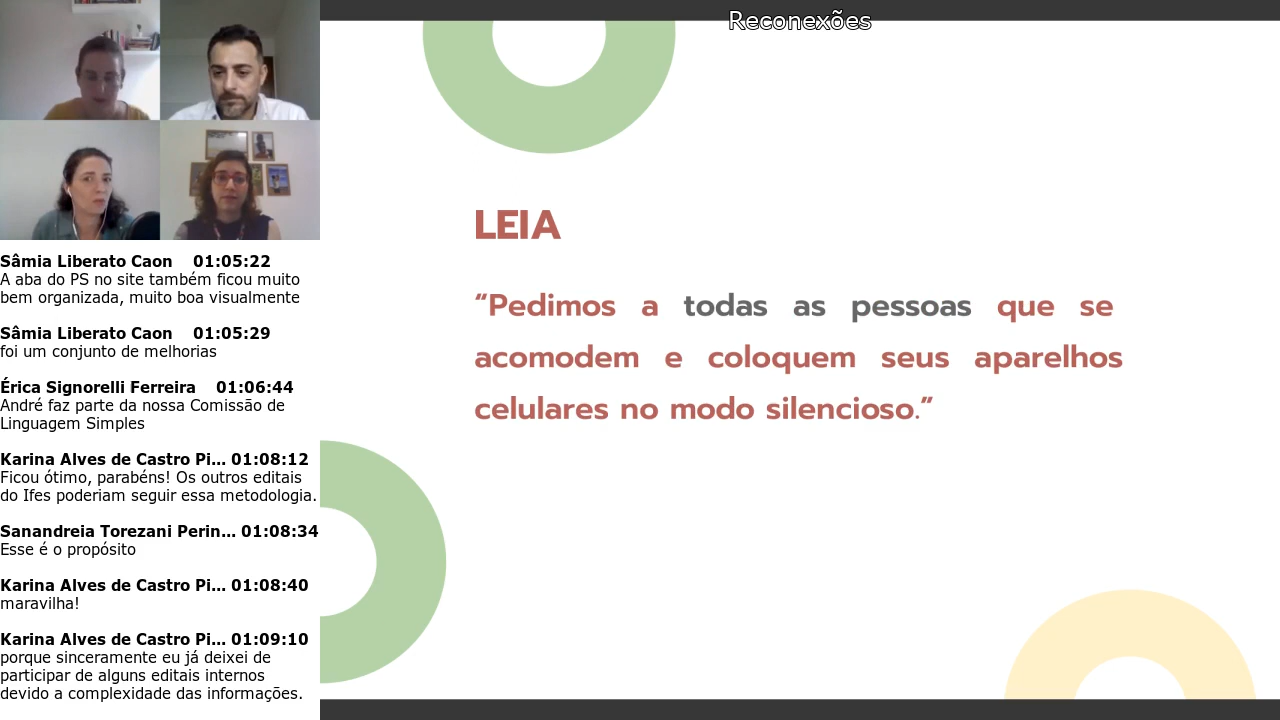 Reconexões
LEIA
“Pedimos a todas as pessoas que se
acomodem e coloquem seus aparelhos
celulares no modo silencioso.”
Sâmia Liberato Caon 01:05:22
A aba do PS no site também ficou muito
bem organizada, muito boa visualmente
Sâmia Liberato Caon 01:05:29
foi um conjunto de melhorias
Érica Signorelli Ferreira 01:06:44
André faz parte da nossa Comissão de
Linguagem Simples
Karina Alves de Castro Pi... 01:08:12
Ficou ótimo, parabéns! Os outros editais
do Ifes poderiam seguir essa metodologia.
Sanandreia Torezani Perin... 01:08:34
Esse é o propósito
Karina Alves de Castro Pi... 01:08:40
maravilha!
Karina Alves de Castro Pi... 01:09:10
porque sinceramente eu já deixei de
participar de alguns editais internos
devido a complexidade das informações.